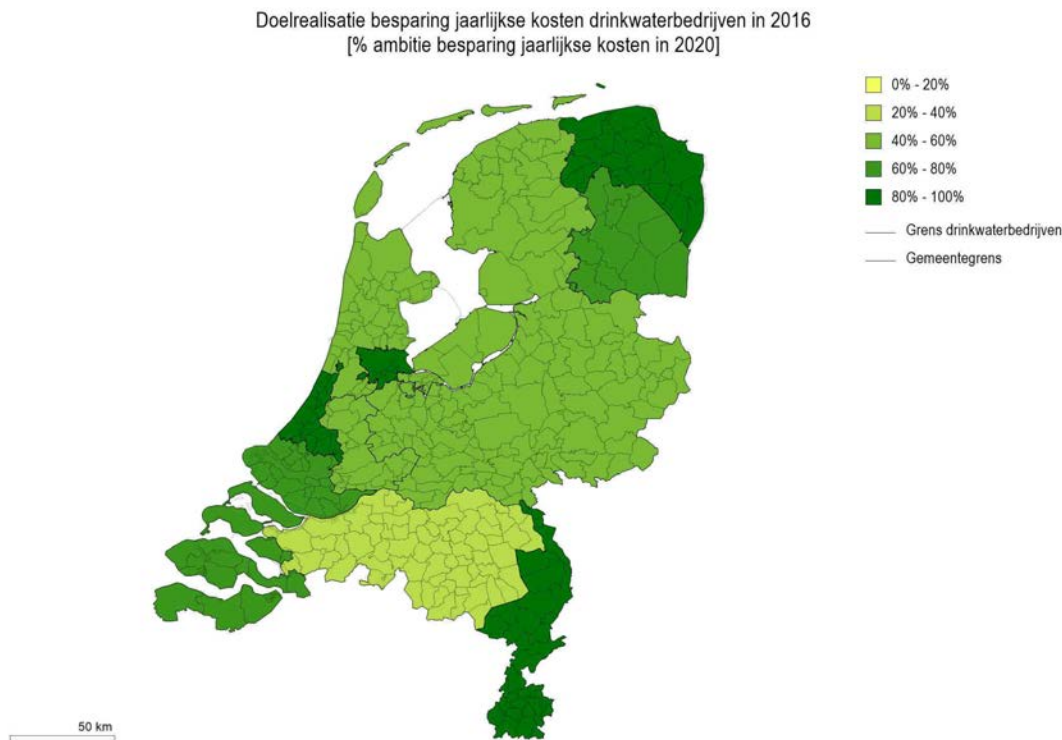 Doelrealisatie besparing jaarlijkse kosten drinkwaterbedrijven in 2016
[% ambitie besparing jaarlijkse kosten in 2020]
0% - 20%
20% - 40%
40% - 60%
60% - 80%
80% - 100%
Grens drinkwaterbedrijven
Gemeentegrens
50 km